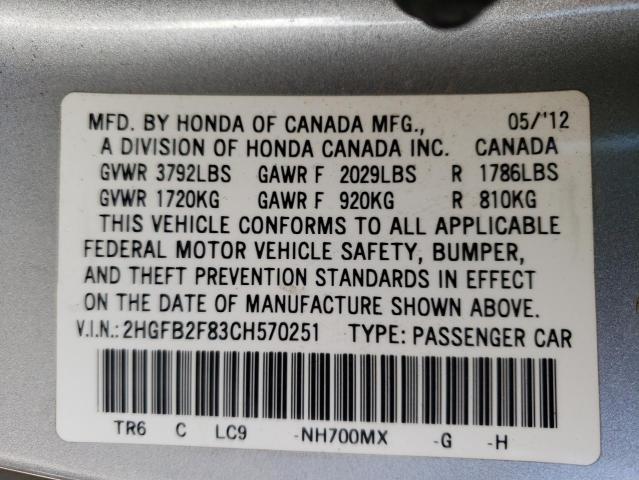 MFD. BY HONDA OF CANADA MFG., 05/'12
A DIVISION OF HONDA CANADA INC. CANADA
GVWR 3792LBS GAWR F 2029LBS R 1786LBS
GVWR 1720KG GAWR F 920KG R 810KG
THIS VEHICLE CONFORMS TO ALL APPLICABLE
FEDERAL MOTOR VEHICLE SAFETY, BUMPER,
AND THEFT PREVENTION STANDARDS IN EFFECT
ON THE DATE OF MANUFACTURE SHOWN ABOVE.
V.I.N.: 2HGFB2F83CH570251 TYPE: PASSENGER CAR
TR6 C LC9 -NH700MX -G -H